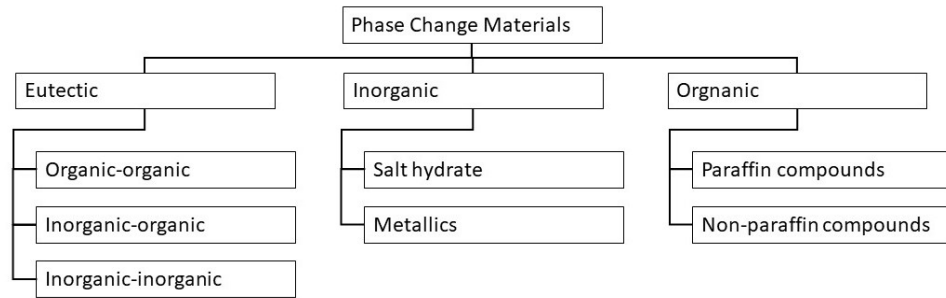 Phase Change Materials
Eutectic
Inorganic
Orgnanic
Organic-organic
Salt hydrate
Paraffin compounds
Inorganic-organic
Metallics
Non-paraffin compounds
Inorganic-inorganic